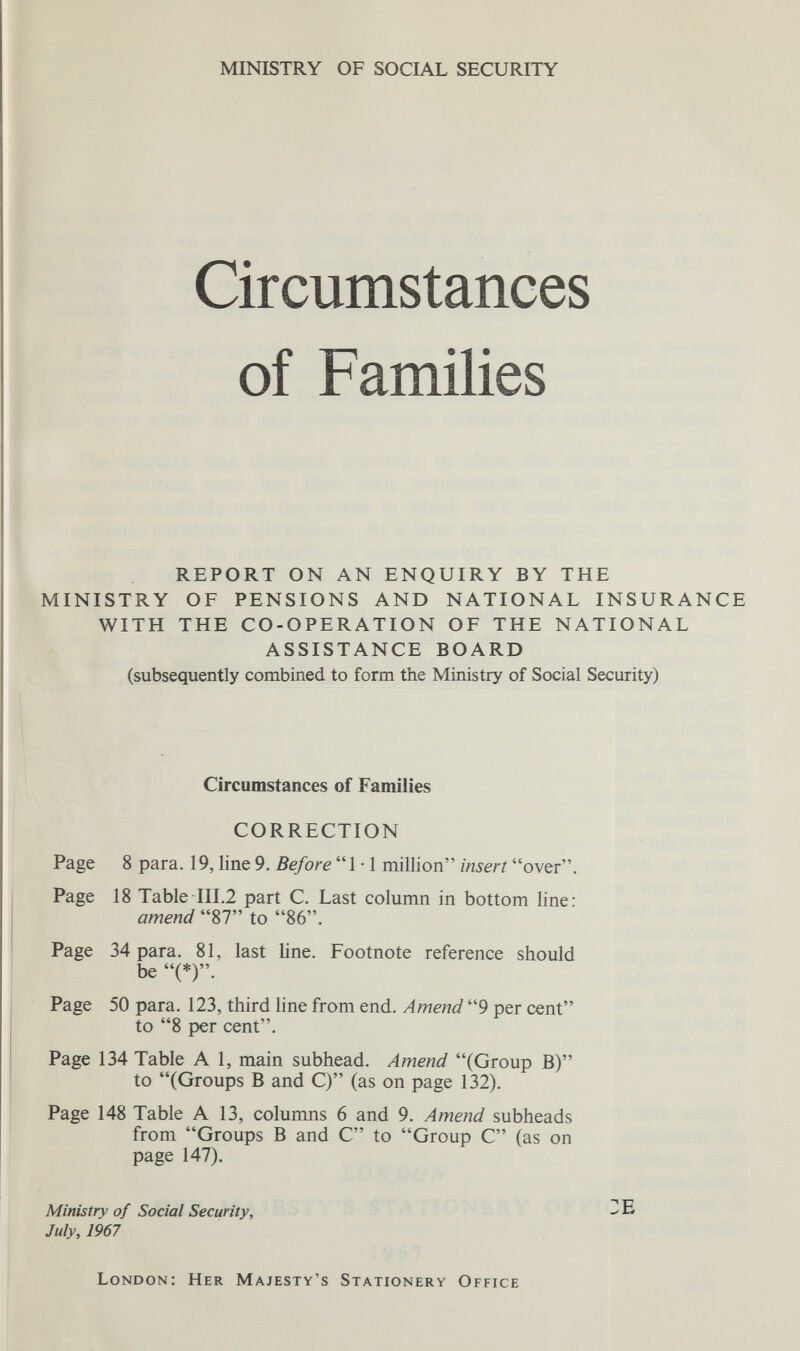 MINISTRY OF SOCIAL SECURITY
Circumstances
of Families
REPORT ON AN ENQUIRY BY THE
MINISTRY OF PENSIONS AND NATIONAL INSURANCE
WITH THE CO-OPERATION OF THE NATIONAL
ASSISTANCE BOARD
(subsequently combined to form the Ministry of Social Security)
Circumstances of Families
CORRECTION
Page 8 para. 19, line 9. Before “1·1 million” insert “over”.
Page 18 Table III.2 part C. Last column in bottom line:
amend “87” to “86”.
Page 34 para. 81, last line. Footnote reference should
be “(*)”.
Page 50 para. 123, third line from end. Amend “9 per cent”
to “8 per cent”.
Page 134 Table A 1, main subhead. Amend “(Group B)”
to “(Groups B and C)” (as on page 132).
Page 148 Table A 13, columns 6 and 9. Amend subheads
from “Groups B and C” to “Group C” (as on
page 147).
Ministry of Social Security,
July, 1967
CE
London: Her Majesty's Stationery Office